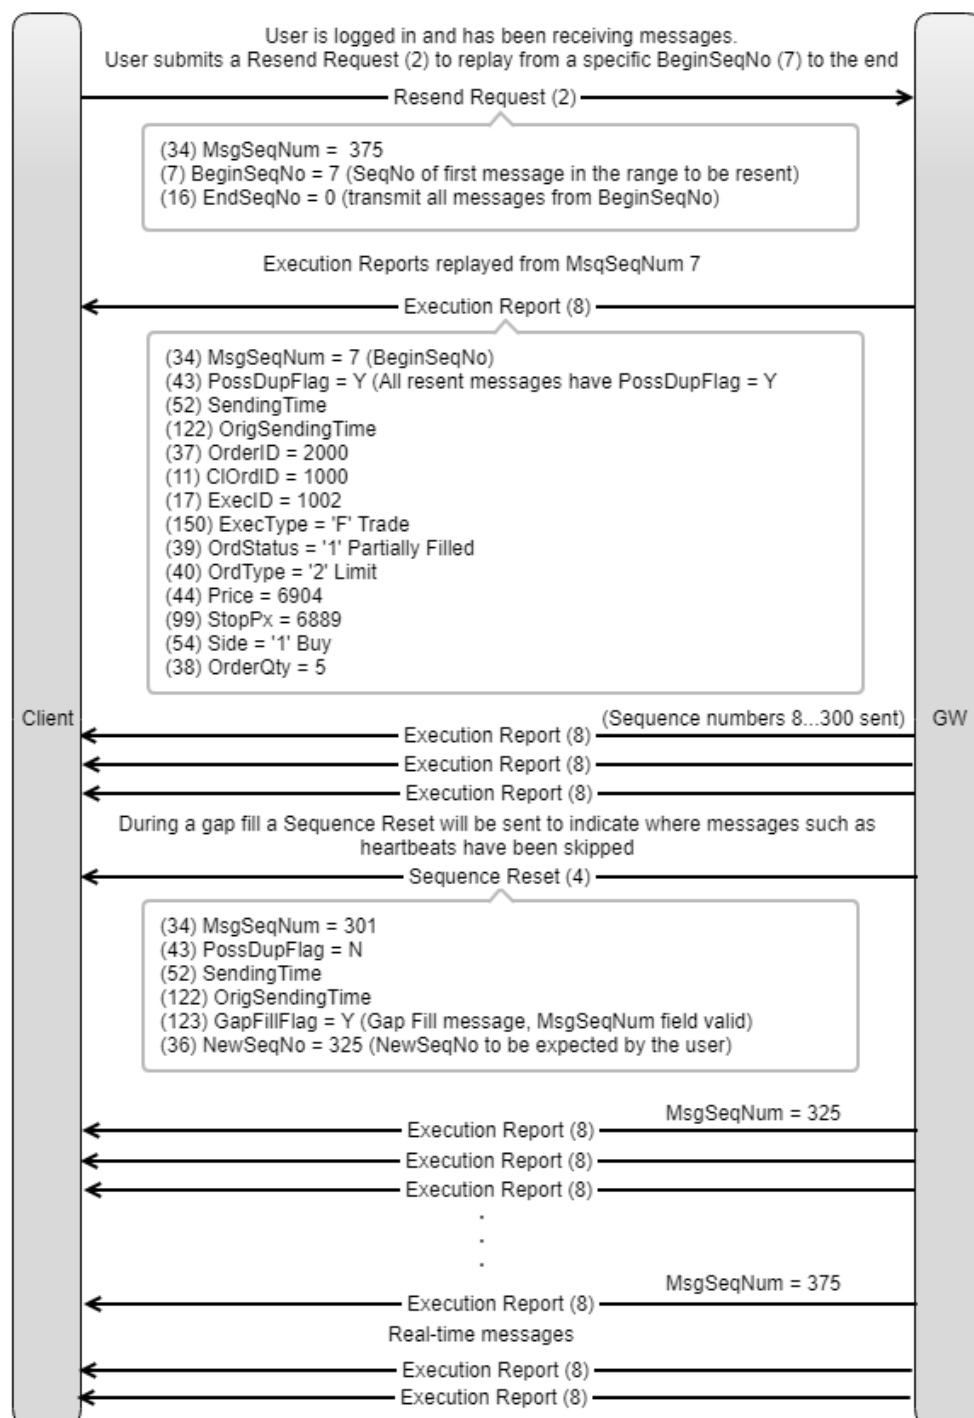 User is logged in and has been receiving messages.
User submits a Resend Request (2) to replay from a specific BeginSeqNo (7) to the end
Resend Request (2)
(34) MsgSeqNum = 375
(7) BeginSeqNo = 7 (SeqNo of first message in the range to be resent)
(16) EndSeqNo = 0 (transmit all messages from BeginSeqNo)
Execution Reports replayed from MsqSeqNum 7
Execution Report (8)
(34) MsgSeqNum = 7 (BeginSeqNo)
(43) PossDupFlag = Y (All resent messages have PossDupFlag = Y
(52) SendingTime
(122) OrigSendingTime
(37) OrderID = 2000
(11) ClOrdID = 1000
(17) ExecID = 1002
(150) ExecType = 'F' Trade
(39) OrdStatus = '1' Partially Filled
(40) OrdType = '2' Limit
(44) Price = 6904
(99) StopPx = 6889
(54) Side = '1' Buy
(38) OrderQty = 5
Client
(Sequence numbers 8...300 sent)
GW
Execution Report (8)
Execution Report (8)
Execution Report (8)
During a gap fill a Sequence Reset will be sent to indicate where messages such as
heartbeats have been skipped
Sequence Reset (4)
(34) MsgSeqNum = 301
(43) PossDupFlag = N
(52) SendingTime
(122) OrigSendingTime
(123) GapFillFlag = Y (Gap Fill message, MsgSeqNum field valid)
(36) NewSeqNo = 325 (NewSeqNo to be expected by the user)
MsgSeqNum = 325
Execution Report (8)
Execution Report (8)
Execution Report (8)
.
.
.
MsgSeqNum = 375
Execution Report (8)
Real-time messages
Execution Report (8)
Execution Report (8)